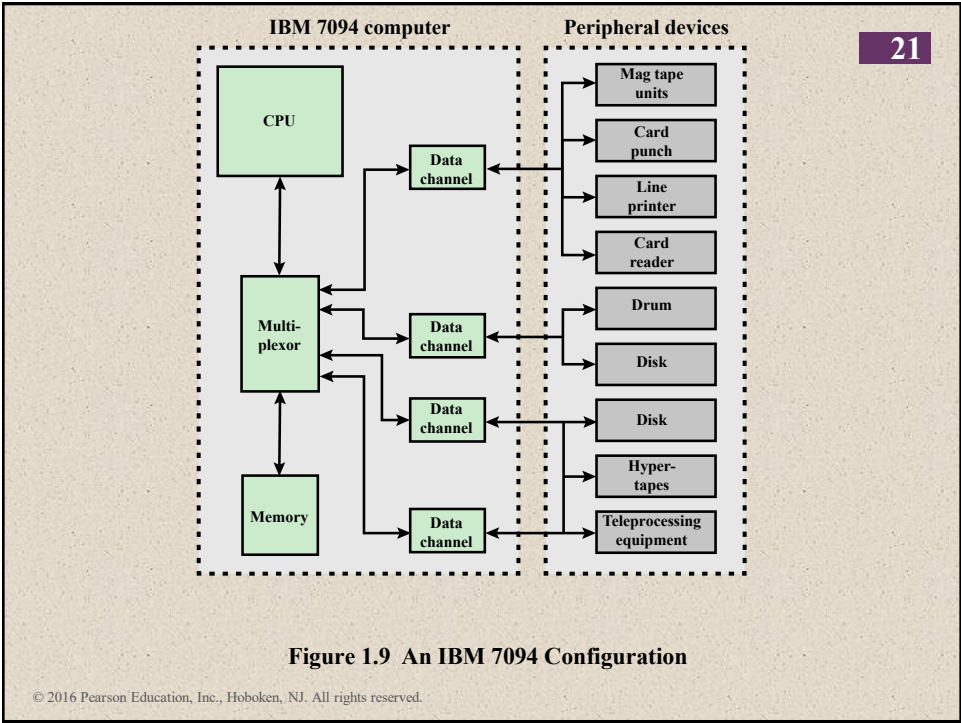 IBM 7094 computer
Peripheral devices
21
CPU
Multi-
plexor
Memory
Data
channel
Data
channel
Data
channel
Data
channel
Mag tape
units
Card
punch
Line
printer
Card
reader
Drum
Disk
Disk
Hyper-
tapes
Teleprocessing
equipment
Figure 1.9 An IBM 7094 Configuration
© 2016 Pearson Education, Inc., Hoboken, NJ. All rights reserved.